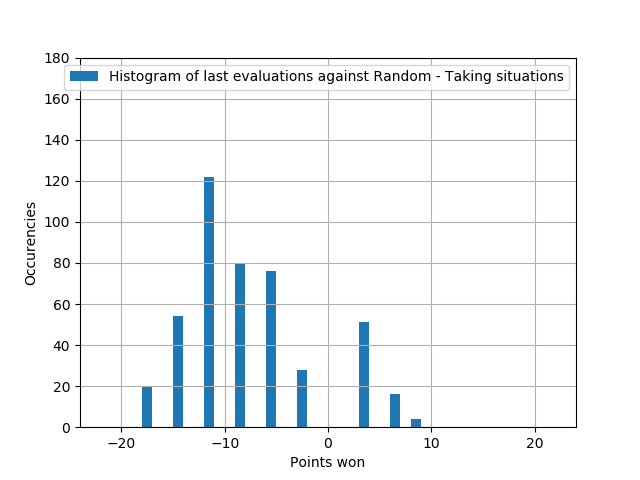 Histogram of last evaluations against Random - Taking situations
180
160
140
120
100
80
60
40
20
0
Occurencies
−20 −10 0 10 20
Points won